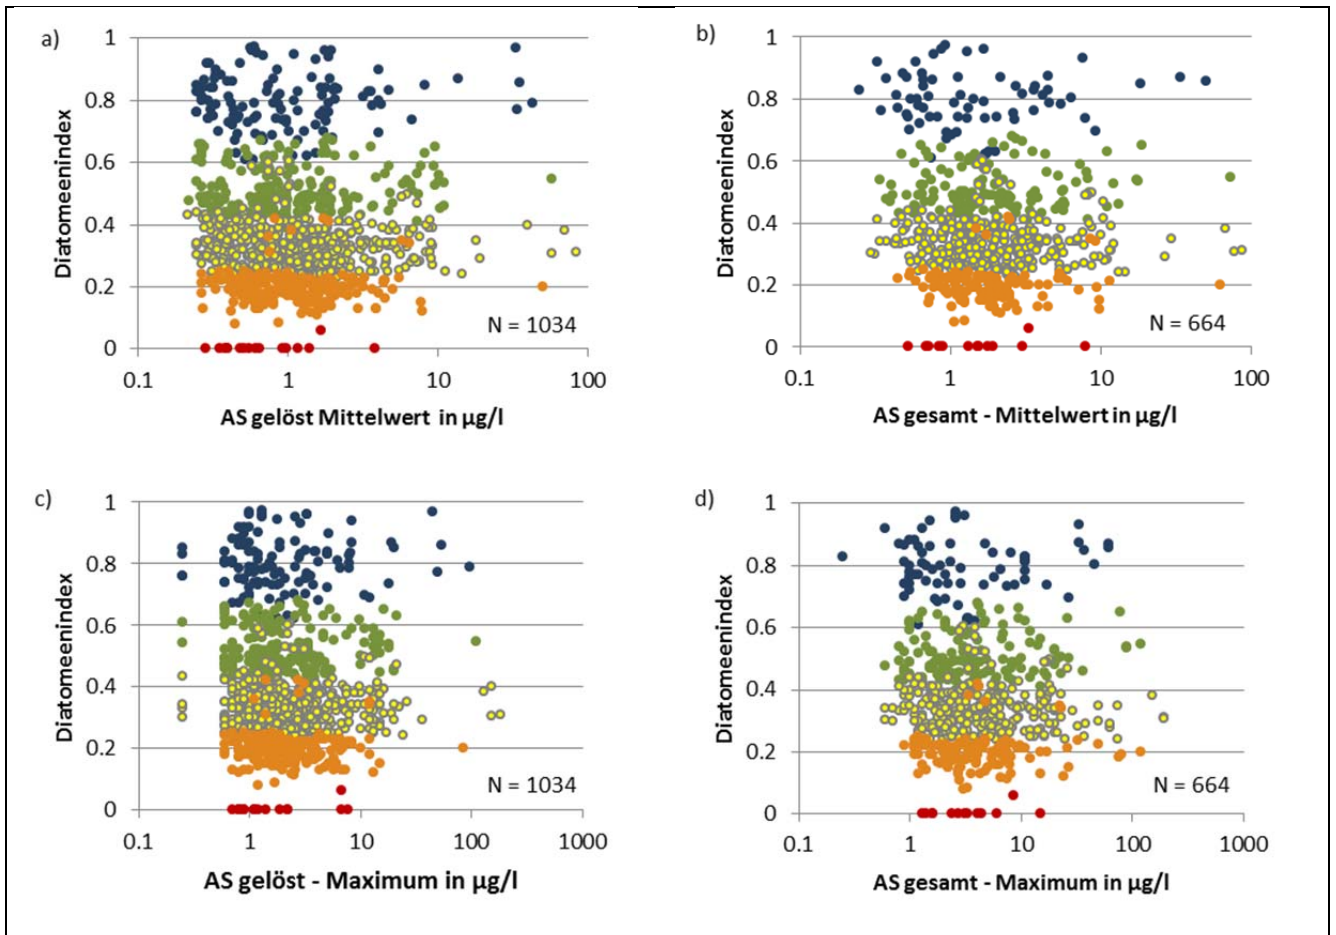 a)
Diatomeenindex
1
0.8
0.6
0.4
0.2
0
N = 1034
0.1 1 10 100
AS gelöst Mittelwert in µg/l
b)
Diatomeenindex
1
0.8
0.6
0.4
0.2
0
N = 664
0.1 1 10 100
AS gesamt - Mittelwert in µg/l
c)
Diatomeenindex
1
0.8
0.6
0.4
0.2
0
N = 1034
0.1 1 10 100 1000
AS gelöst - Maximum in µg/l
d)
Diatomeenindex
1
0.8
0.6
0.4
0.2
0
N = 664
0.1 1 10 100 1000
AS gesamt - Maximum in µg/l